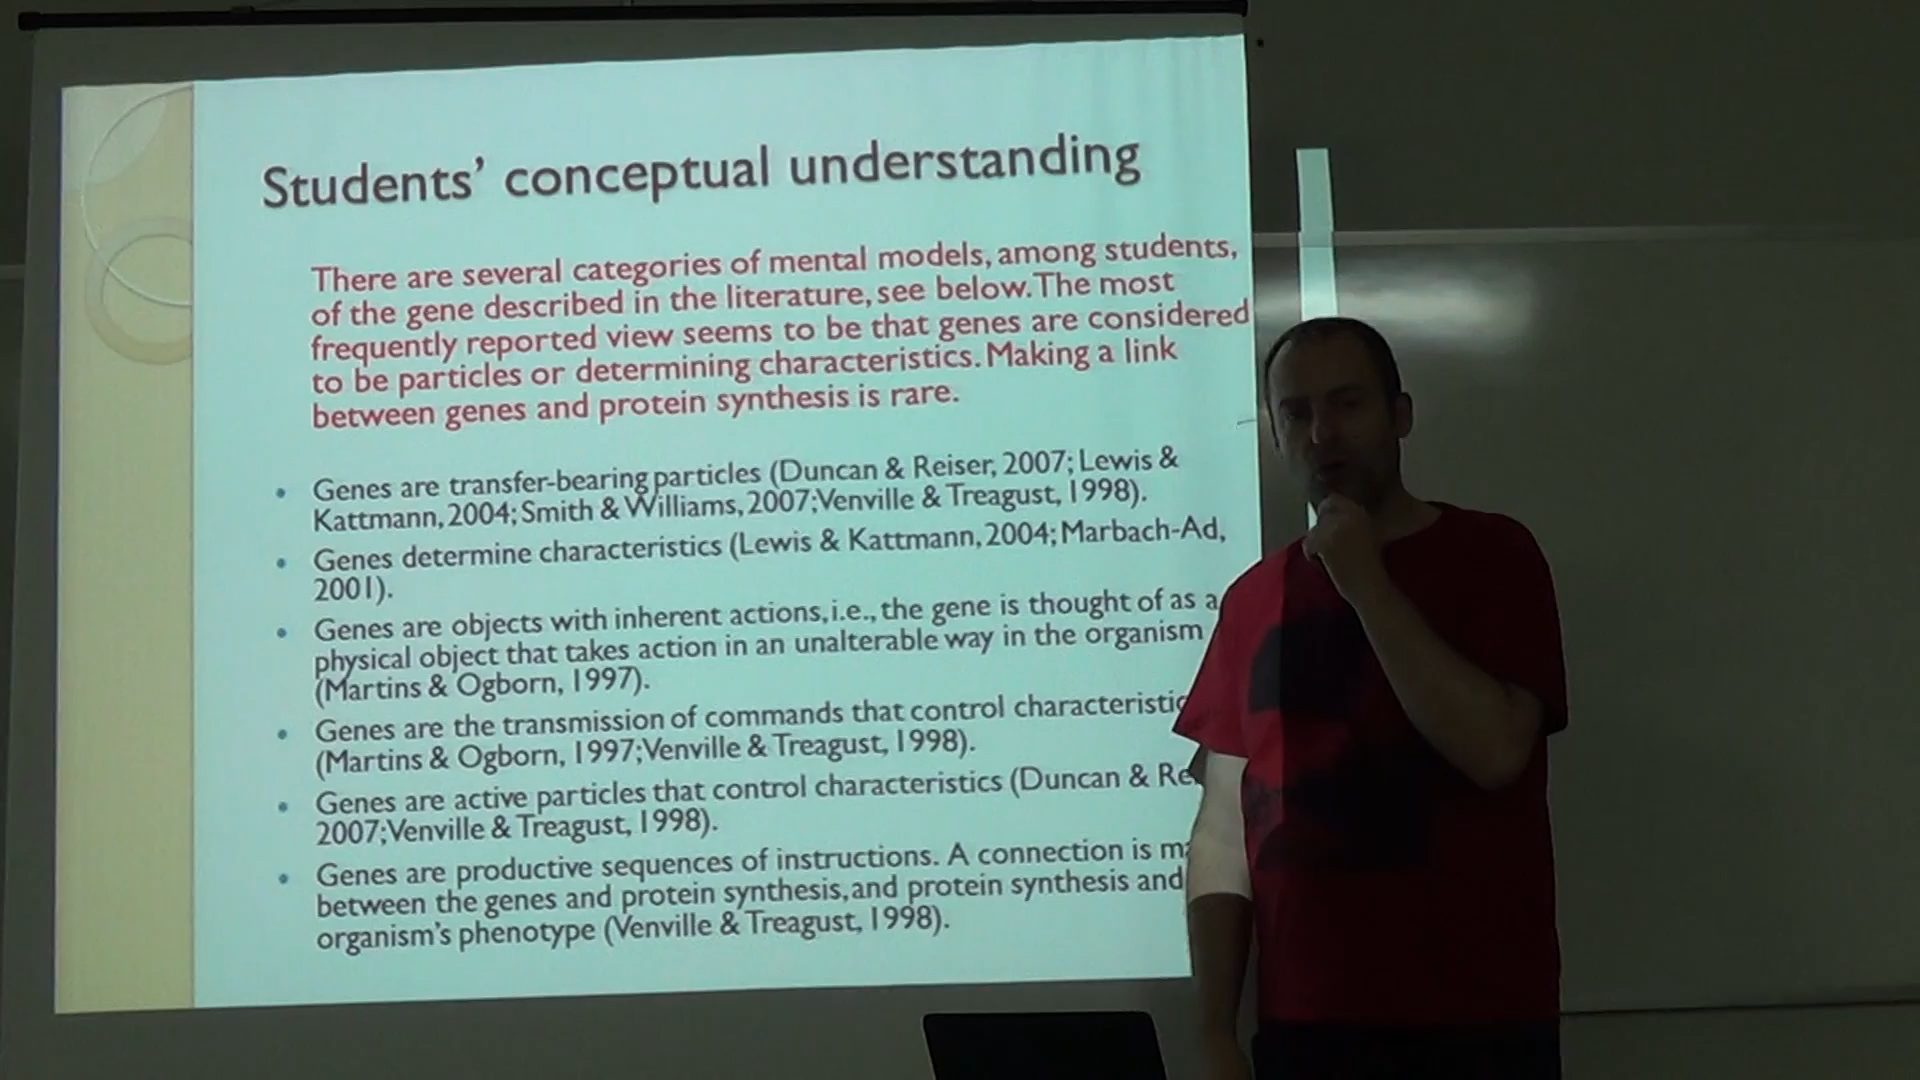 Students' conceptual understanding
There are several categories of mental models, among students,
of the gene described in the literature, see below. The most
frequently reported view seems to be that genes are considered
to be particles or determining characteristics. Making a link
between genes and protein synthesis is rare.
Genes are transfer-bearing particles (Duncan & Reiser, 2007; Lewis &
Kattmann, 2004; Smith & Williams, 2007; Venville & Treagust, 1998).
Genes determine characteristics (Lewis & Kattmann, 2004; Marbach-Ad,
2001).
Genes are objects with inherent actions, i.e., the gene is thought of as a
physical object that takes action in an unalterable way in the organism
(Martins & Ogborn, 1997).
Genes are the transmission of commands that control
(Martins & Ogborn, 1997; Venville & Treagust, 1998).
Genes are active particles that control characteristics (Duncan &
2007; Venville & Treagust, 1998).
Genes are productive sequences of instructions. A connection is
between the genes and protein synthesis, and protein synthesis and
organism's phenotype (Venville & Treagust, 1998).